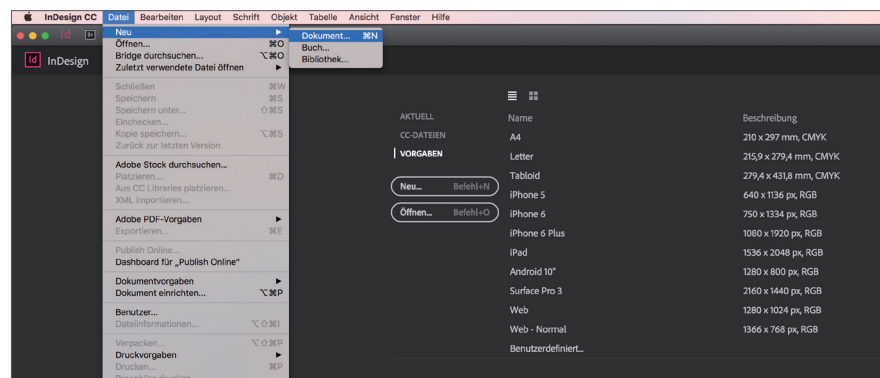 InDesign CC Datei Bearbeiten Layout Schrift Objekt Tabelle Ansicht Fenster Hilfe
Id Br
Id InDesign
Neu ▶
Öffnen... ⌘O
Bridge durchsuchen... ⌥⌘O
Zuletzt verwendete Datei öffnen ▶
Schließen ⌘W
Speichern ⌘S
Speichern unter... ⇧⌘S
Einchecken...
Kopie speichern... ⌥⌘S
Zurück zur letzten Version
Adobe Stock durchsuchen...
Platzieren... ⌘D
Aus CC Libraries platzieren...
XML importieren...
Adobe PDF-Vorgaben ▶
Exportieren... ⌘E
Publish Online...
Dashboard für „Publish Online“
Dokumentvorgaben ▶
Dokument einrichten... ⌥⌘P
Benutzer...
Dateiinformationen... ⌥⇧⌘I
Verpacken... ⌥⇧⌘P
Druckvorgaben ▶
Drucken... ⌘P
Dokument... ⌘N
Buch...
Bibliothek...
AKTUELL
CC-DATEIEN
VORGABEN
Neu... Befehl+N
Öffnen... Befehl+O
Name Beschreibung
A4 210 x 297 mm, CMYK
Letter 215,9 x 279,4 mm, CMYK
Tabloid 279,4 x 431,8 mm, CMYK
iPhone 5 640 x 1136 px, RGB
iPhone 6 750 x 1334 px, RGB
iPhone 6 Plus 1080 x 1920 px, RGB
iPad 1536 x 2048 px, RGB
Android 10" 1280 x 800 px, RGB
Surface Pro 3 2160 x 1440 px, RGB
Web 1280 x 1024 px, RGB
Web - Normal 1366 x 768 px, RGB
Benutzerdefiniert...